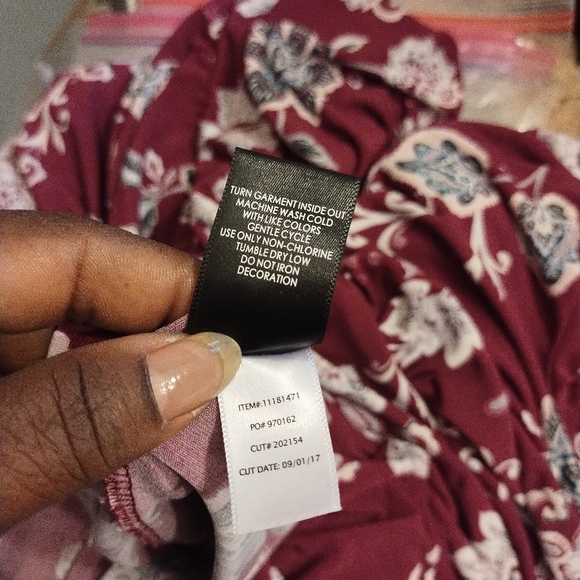 TURN GARMENT INSIDE OUT
MACHINE WASH COLD
WITH LIKE COLORS
GENTLE CYCLE
USE ONLY NON-CHLORINE
TUMBLE DRY LOW
DO NOT IRON
DECORATION
ITEM#:11181471
PO# 970162
CUT# 202154
CUT DATE: 09/01/17